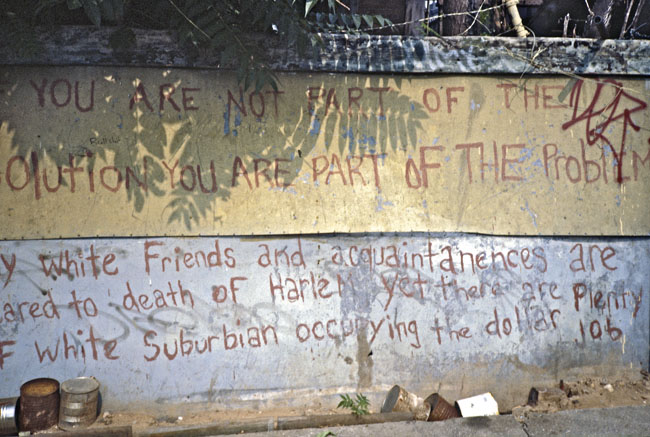 YOU ARE NOT PART OF THE
OLUTION YOU ARE PART OF THE ProblEM
y white Friends and acquaintanences are
ared to death of HarleM yet there are Plenty
F white Suburbian occupying the dollar Job